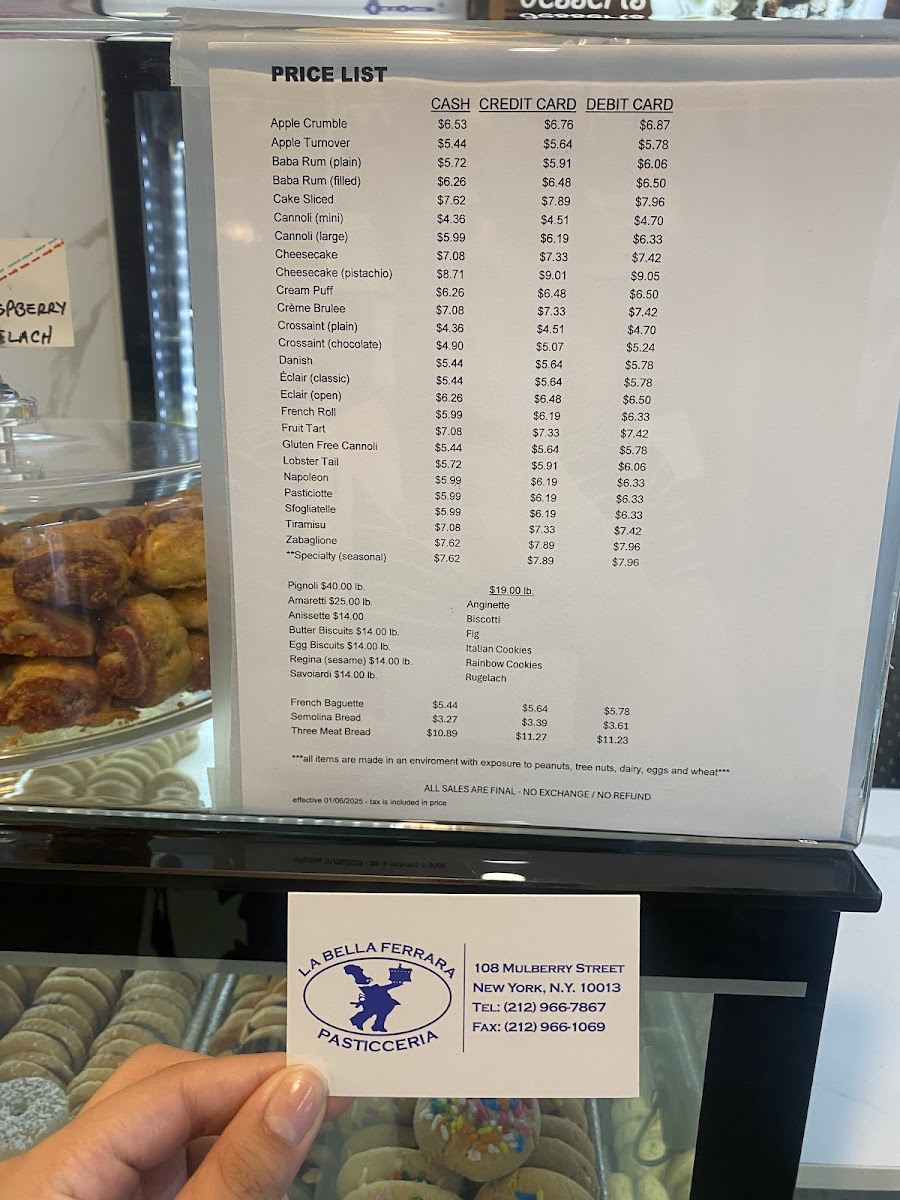 Desserts
PRICE LIST
CASH CREDIT CARD DEBIT CARD
Apple Crumble $6.53 $6.76 $6.87
Apple Turnover $5.44 $5.64 $5.78
Baba Rum (plain) $5.72 $5.91 $6.06
Baba Rum (filled) $6.26 $6.48 $6.50
Cake Sliced $7.62 $7.89 $7.96
Cannoli (mini) $4.36 $4.51 $4.70
Cannoli (large) $5.99 $6.19 $6.33
Cheesecake $7.08 $7.33 $7.42
Cheesecake (pistachio) $8.71 $9.01 $9.05
Cream Puff $6.26 $6.48 $6.50
Crème Brulee $7.08 $7.33 $7.42
Crossaint (plain) $4.36 $4.51 $4.70
Crossaint (chocolate) $4.90 $5.07 $5.24
Danish $5.44 $5.64 $5.78
Éclair (classic) $5.44 $5.64 $5.78
Eclair (open) $6.26 $6.48 $6.50
French Roll $5.99 $6.19 $6.33
Fruit Tart $7.08 $7.33 $7.42
Gluten Free Cannoli $5.44 $5.64 $5.78
Lobster Tail $5.72 $5.91 $6.06
Napoleon $5.99 $6.19 $6.33
Pasticiotte $5.99 $6.19 $6.33
Sfogliatelle $5.99 $6.19 $6.33
Tiramisu $7.08 $7.33 $7.42
Zabaglione $7.62 $7.89 $7.96
**Specialty (seasonal) $7.62 $7.89 $7.96
Pignoli $40.00 lb.
Amaretti $25.00 lb.
Anissette $14.00
Butter Biscuits $14.00 lb.
Egg Biscuits $14.00 lb.
Regina (sesame) $14.00 lb.
Savoiardi $14.00 lb.
$19.00 lb.
Anginette
Biscotti
Fig
Italian Cookies
Rainbow Cookies
Rugelach
French Baguette $5.44 $5.64 $5.78
Semolina Bread $3.27 $3.39 $3.61
Three Meat Bread $10.89 $11.27 $11.23
***all items are made in an enviroment with exposure to peanuts, tree nuts, dairy, eggs and wheat***
ALL SALES ARE FINAL - NO EXCHANGE / NO REFUND
effective 01/06/2025 - tax is included in price
SPBERRY
ELACH
LA BELLA FERRARA
PASTICCERIA
108 MULBERRY STREET
NEW YORK, N.Y. 10013
TEL: (212) 966-7867
FAX: (212) 966-1069